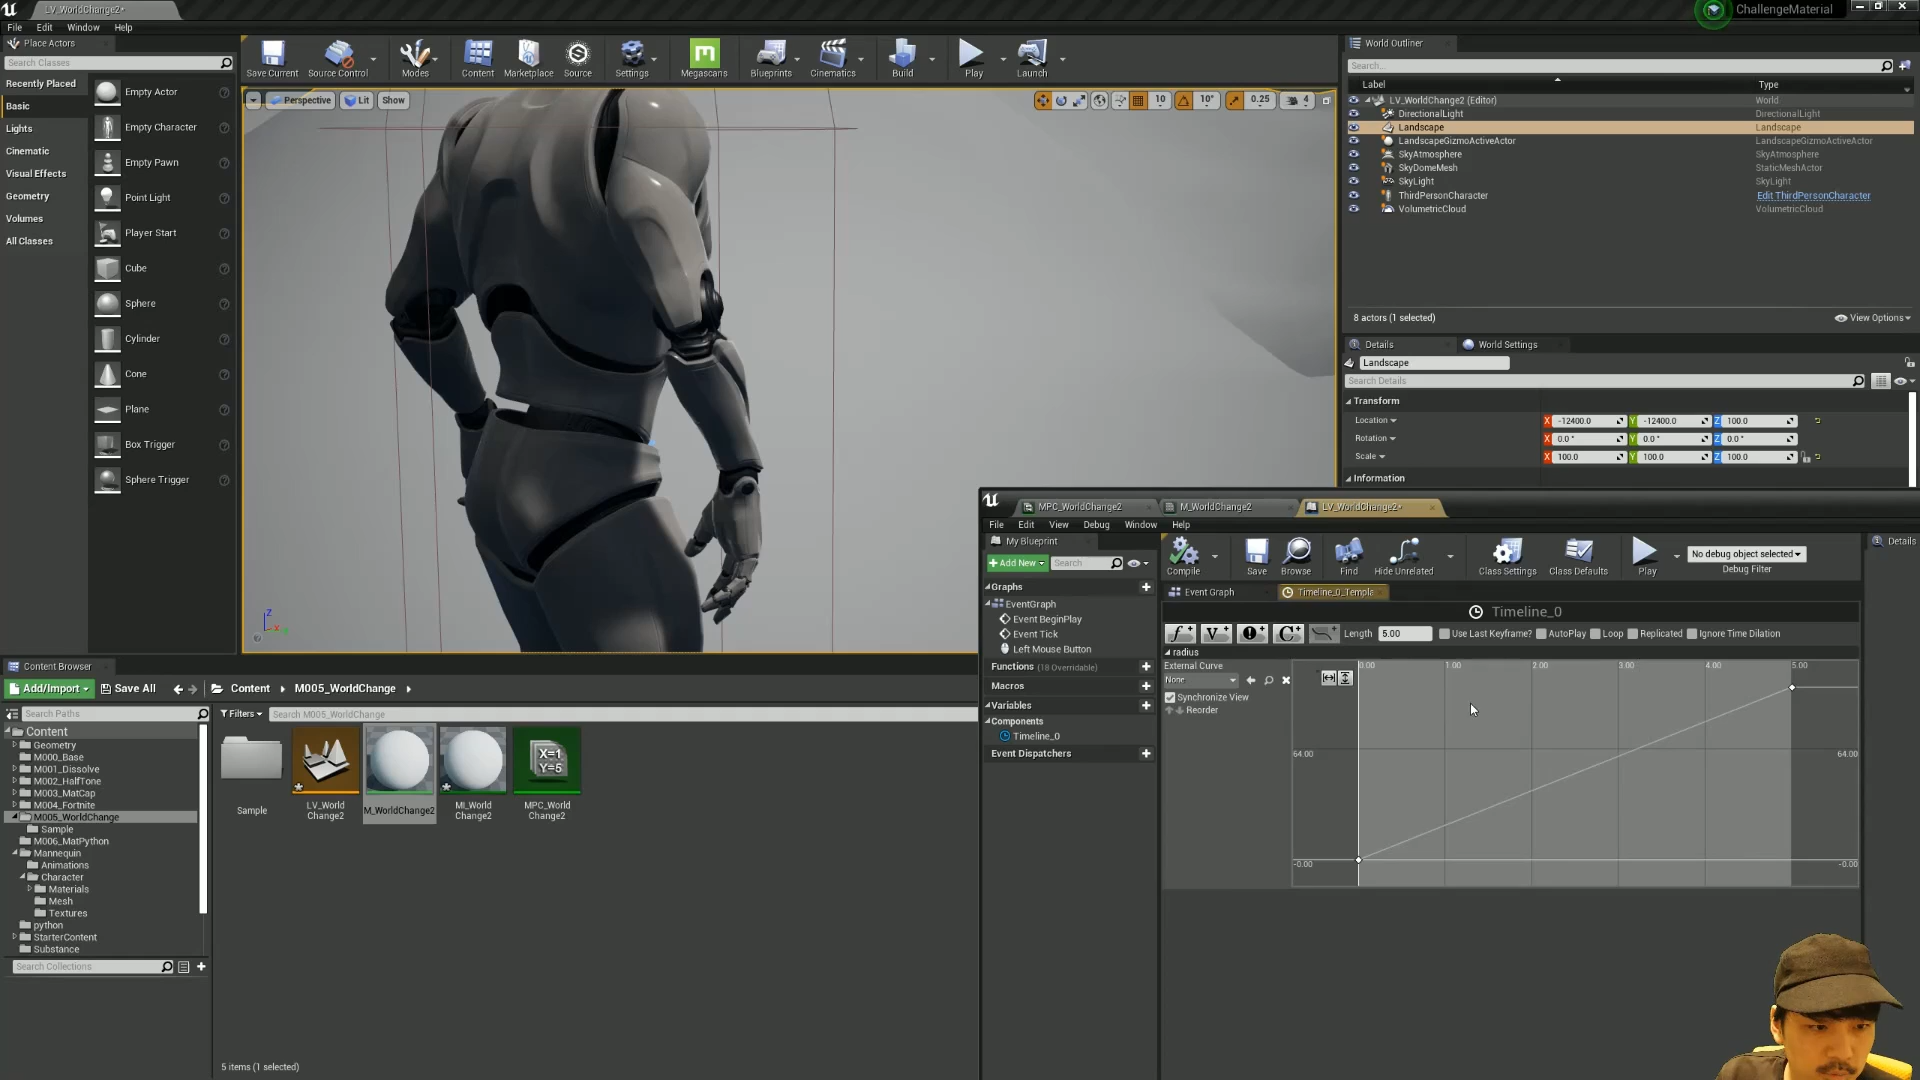 LV_WorldChange2*
ChallengeMaterial
File Edit Window Help
Place Actors
Search Classes
Recently Placed
Basic
Lights
Cinematic
Visual Effects
Geometry
Volumes
All Classes
Empty Actor
Empty Character
Empty Pawn
Point Light
Player Start
Cube
Sphere
Cylinder
Cone
Plane
Box Trigger
Sphere Trigger
Save Current
Source Control
Modes
Content
Marketplace
Source
Settings
Megascans
Blueprints
Cinematics
Build
Play
Launch
Perspective Lit Show
10 10° 0.25 4
World Outliner
Search...
Label Type
LV_WorldChange2 (Editor) World
DirectionalLight DirectionalLight
Landscape Landscape
LandscapeGizmoActiveActor LandscapeGizmoActiveActor
SkyAtmosphere SkyAtmosphere
SkyDomeMesh StaticMeshActor
SkyLight SkyLight
ThirdPersonCharacter Edit ThirdPersonCharacter
VolumetricCloud VolumetricCloud
8 actors (1 selected) View Options
Details World Settings
Landscape
Search Details
Transform
Location X -12400.0 Y -12400.0 Z 100.0
Rotation X 0.0 ° Y 0.0 ° Z 0.0 °
Scale X 100.0 Y 100.0 Z 100.0
Information
MPC_WorldChange2 M_WorldChange2 LV_WorldChange2*
File Edit View Debug Window Help
My Blueprint
Add New Search
Graphs
EventGraph
Event BeginPlay
Event Tick
Left Mouse Button
Functions (18 Overridable)
Macros
Variables
Components
Timeline_0
Event Dispatchers
Compile
Save
Browse
Find
Hide Unrelated
Class Settings
Class Defaults
Play
No debug object selected
Debug Filter
Details
Event Graph Timeline_0_Templa
Timeline_0
f+ V+ C+ Length 5.00 Use Last Keyframe? AutoPlay Loop Replicated Ignore Time Dilation
radius
External Curve
None
Synchronize View
Reorder
0.00 1.00 2.00 3.00 4.00 5.00
64.00 64.00
-0.00 -0.00
Content Browser
Add/Import Save All Content M005_WorldChange
Search Paths
Filters Search M005_WorldChange
Content
Geometry
M000_Base
M001_Dissolve
M002_HalfTone
M003_MatCap
M004_Fortnite
M005_WorldChange
Sample
M006_MatPython
Mannequin
Animations
Character
Materials
Mesh
Textures
python
StarterContent
Substance
Search Collections
Sample
LV_World
Change2
M_WorldChange2
MI_World
Change2
X=1
Y=5
MPC_World
Change2
5 items (1 selected)
Z
X